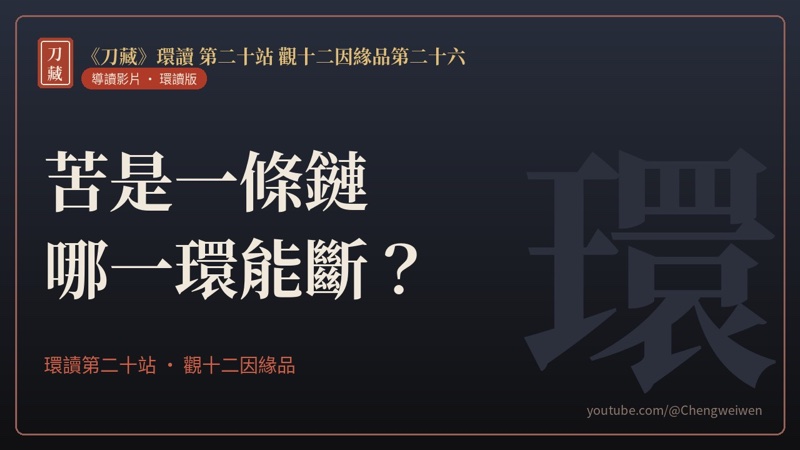 刀藏
《刀藏》環讀 第二十站 觀十二因緣品第二十六
導讀影片 · 環讀版
苦是一條鏈
哪一環能斷？
環
環讀第二十站 · 觀十二因緣品
youtube.com/@Chengweiwen